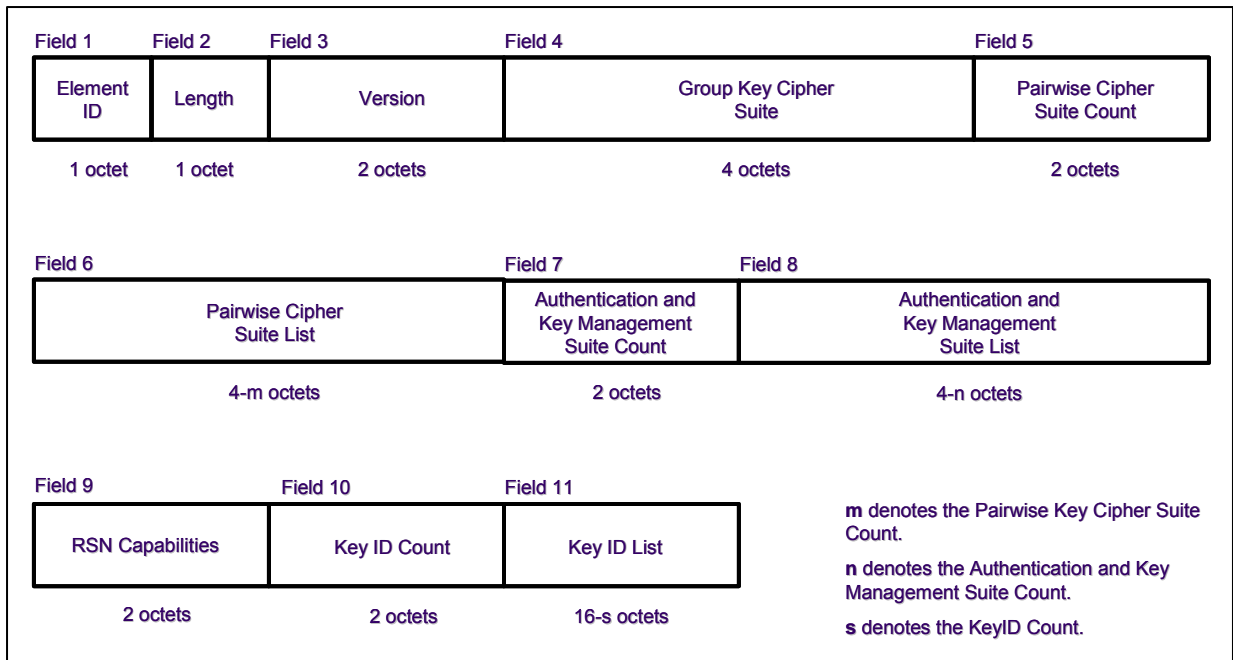 Field 1
Field 2
Field 3
Field 4
Field 5
Element
ID
Length
Version
Group Key Cipher
Suite
Pairwise Cipher
Suite Count
1 octet
1 octet
2 octets
4 octets
2 octets
Field 6
Field 7
Field 8
Pairwise Cipher
Suite List
Authentication and
Key Management
Suite Count
Authentication and
Key Management
Suite List
4-m octets
2 octets
4-n octets
Field 9
Field 10
Field 11
RSN Capabilities
Key ID Count
Key ID List
2 octets
2 octets
16-s octets
m denotes the Pairwise Key Cipher Suite
Count.
n denotes the Authentication and Key
Management Suite Count.
s denotes the KeyID Count.